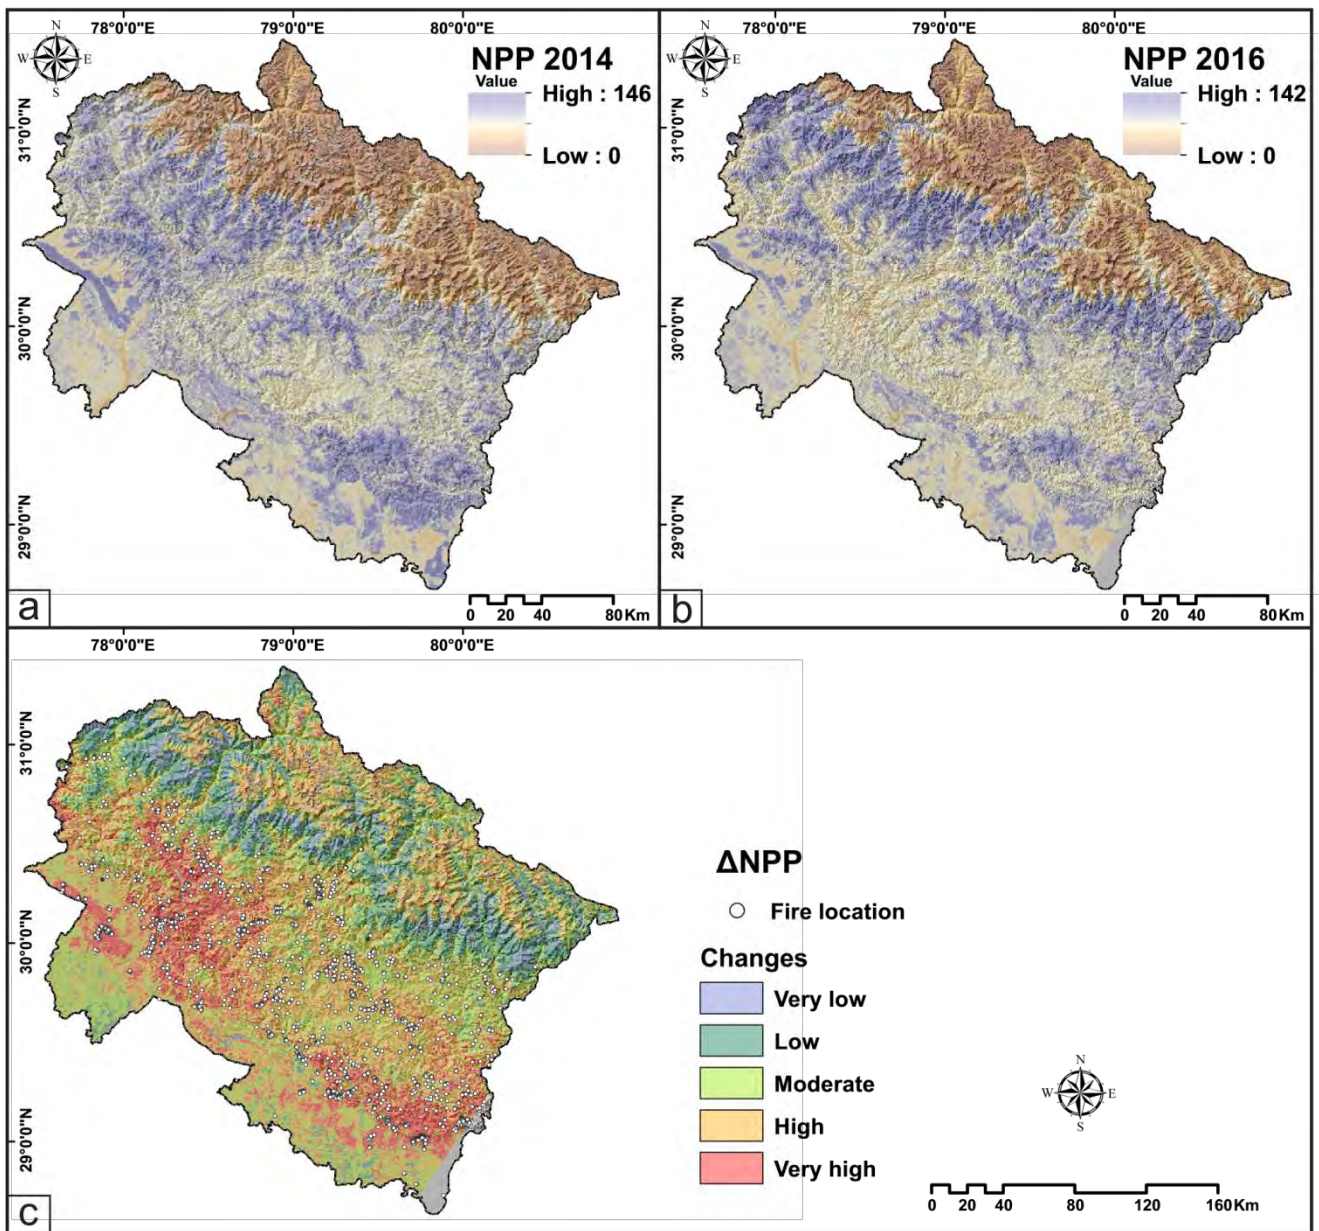 78°0'0"E 79°0'0"E 80°0'0"E
78°0'0"E 79°0'0"E 80°0'0"E
N
W E
S
NPP 2014
Value
High : 146
Low : 0
31°0'0"N
30°0'0"N
29°0'0"N
0 20 40 80 Km
a
N
W E
S
NPP 2016
Value
High : 142
Low : 0
31°0'0"N
30°0'0"N
29°0'0"N
0 20 40 80 Km
b
78°0'0"E 79°0'0"E 80°0'0"E
31°0'0"N
30°0'0"N
29°0'0"N
ΔNPP
Fire location
Changes
Very low
Low
Moderate
High
Very high
N
W E
S
0 20 40 80 120 160 Km
c